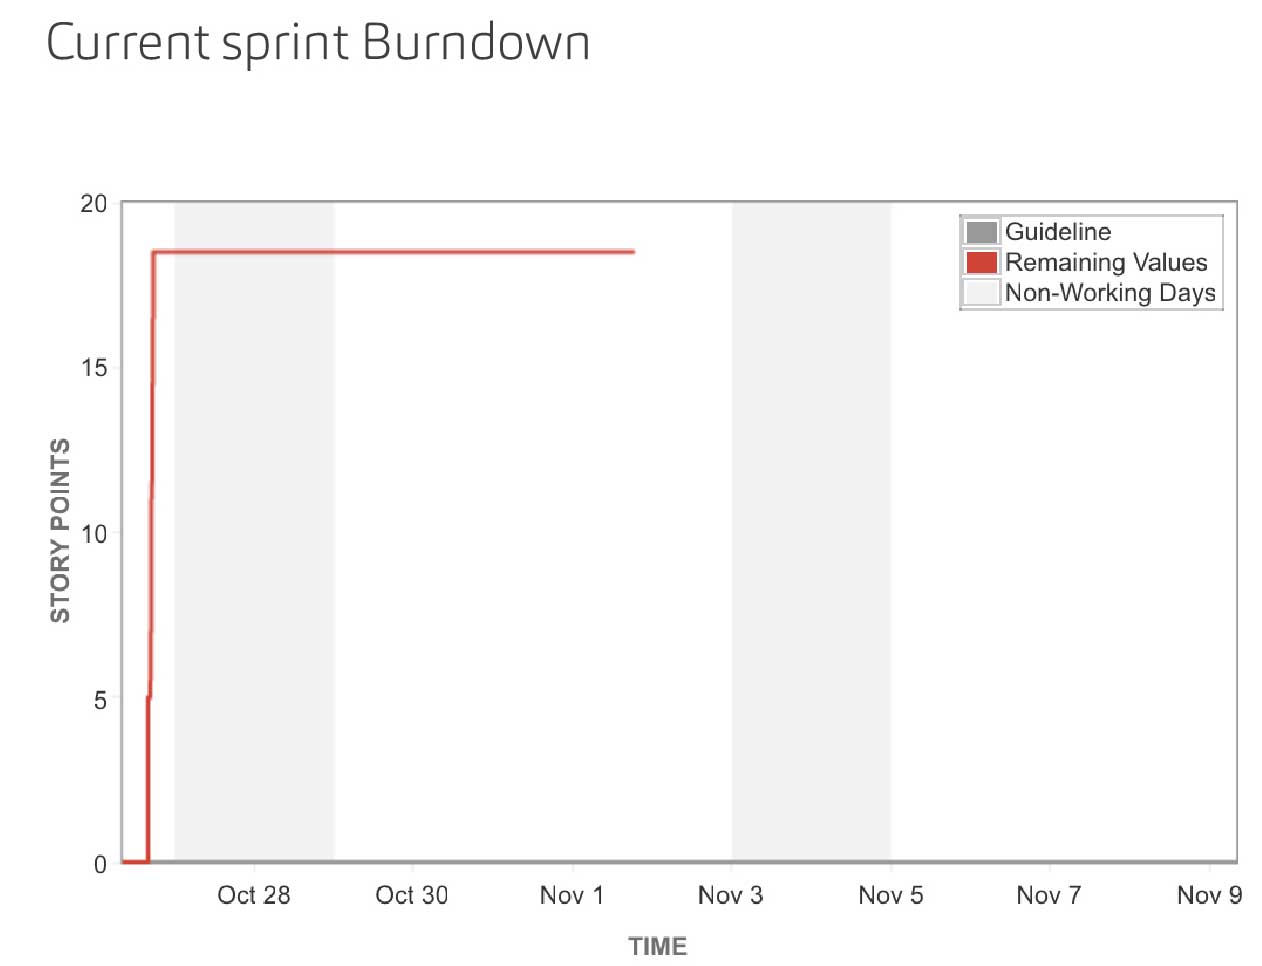 Current sprint Burndown
20
Guideline
Remaining Values
Non-Working Days
15
10
5
0
STORY POINTS
Oct 28
Oct 30
Nov 1
Nov 3
Nov 5
Nov 7
Nov 9
TIME